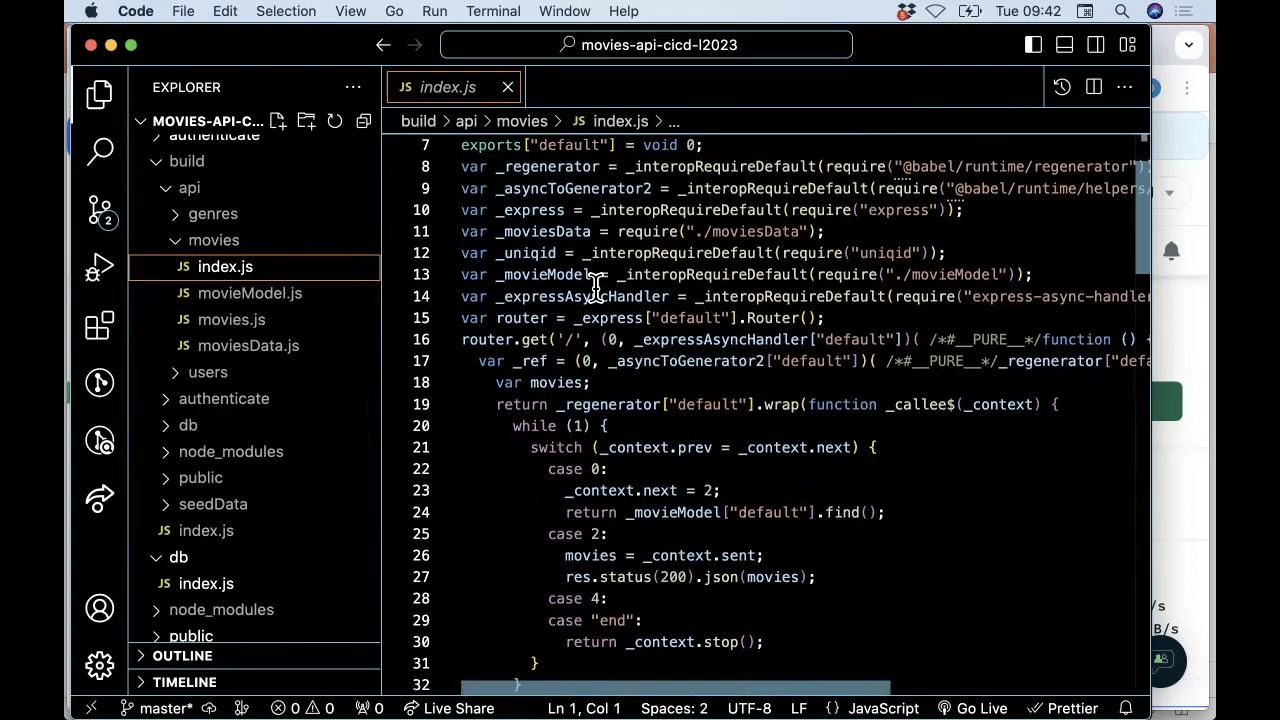 Code File Edit Selection View Go Run Terminal Window Help 6 Tue 09:42
movies-api-cicd-l2023
EXPLORER
MOVIES-API-C...
authenticate
build
api
genres
movies
JS index.js
JS movieModel.js
JS movies.js
JS moviesData.js
users
authenticate
db
node_modules
public
seedData
JS index.js
db
JS index.js
node_modules
public
OUTLINE
TIMELINE
2
JS index.js
build > api > movies > JS index.js > ...
7 exports["default"] = void 0;
8 var _regenerator = _interopRequireDefault(require("@babel/runtime/regenerator"))
9 var _asyncToGenerator2 = _interopRequireDefault(require("@babel/runtime/helpers/
10 var _express = _interopRequireDefault(require("express"));
11 var _moviesData = require("./moviesData");
12 var _uniqid = _interopRequireDefault(require("uniqid"));
13 var _movieModel = _interopRequireDefault(require("./movieModel"));
14 var _expressAsyncHandler = _interopRequireDefault(require("express-async-handler
15 var router = _express["default"].Router();
16 router.get('/', (0, _expressAsyncHandler["default"])( /*#__PURE__*/function () {
17 var _ref = (0, _asyncToGenerator2["default"])( /*#__PURE__*/_regenerator["defa
18 var movies;
19 return _regenerator["default"].wrap(function _callee$(_context) {
20 while (1) {
21 switch (_context.prev = _context.next) {
22 case 0:
23 _context.next = 2;
24 return _movieModel["default"].find();
25 case 2:
26 movies = _context.sent;
27 res.status(200).json(movies);
28 case 4:
29 case "end":
30 return _context.stop();
31 }
32 }
/s
B/s
master* 0 0 0 Live Share Ln 1, Col 1 Spaces: 2 UTF-8 LF {} JavaScript Go Live Prettier